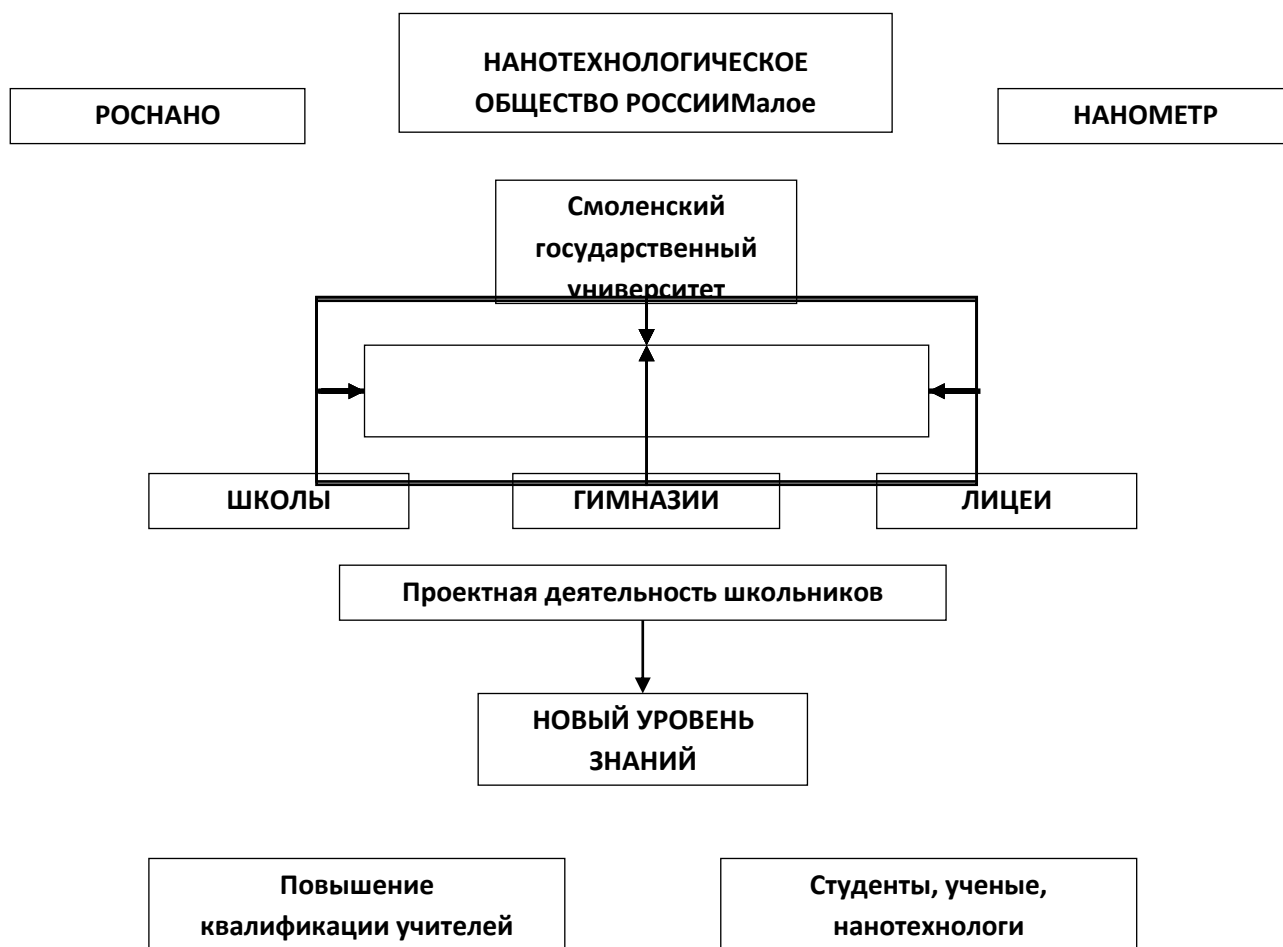 НАНОТЕХНОЛОГИЧЕСКОЕ
ОБЩЕСТВО РОССИИМалое
РОСНАНО
НАНОМЕТР
Смоленский
государственный
университет
ШКОЛЫ
ГИМНАЗИИ
ЛИЦЕИ
Проектная деятельность школьников
НОВЫЙ УРОВЕНЬ
ЗНАНИЙ
Повышение
квалификации учителей
Студенты, ученые,
нанотехнологи